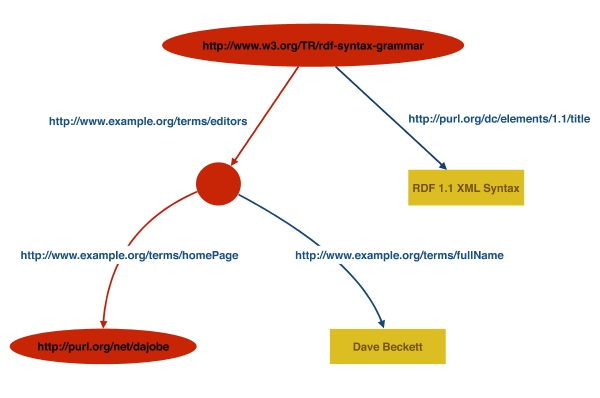 http://www.w3.org/TR/rdf-syntax-grammar
http://www.example.org/terms/editors
http://purl.org/dc/elements/1.1/title
RDF 1.1 XML Syntax
http://www.example.org/terms/homePage
http://www.example.org/terms/fullName
http://purl.org/net/dajobe
Dave Beckett